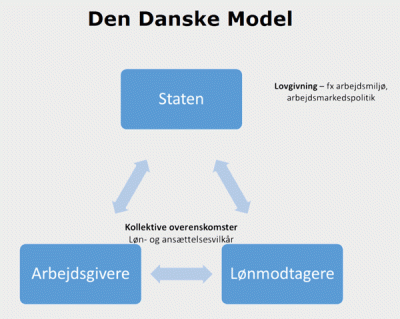 Den Danske Model
Staten
Lovgivning – fx arbejdsmiljø,
arbejdsmarkedspolitik
Kollektive overenskomster
Løn- og ansættelsesvilkår
Arbejdsgivere
Lønmodtagere